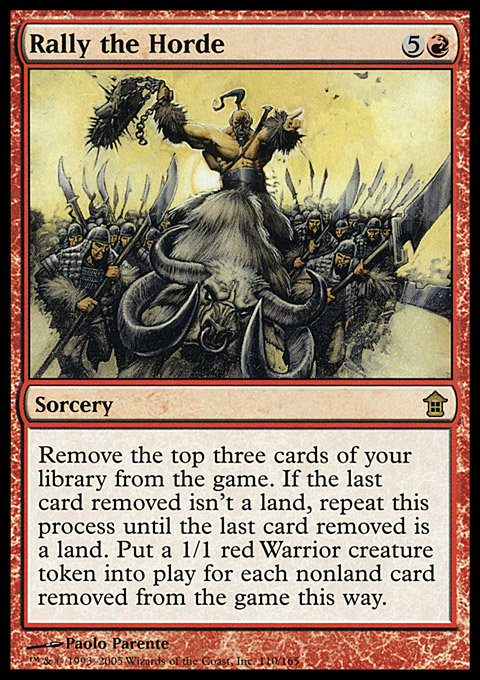 Rally the Horde 5
Sorcery
Remove the top three cards of your
library from the game. If the last
card removed isn't a land, repeat this
process until the last card removed is
a land. Put a 1/1 red Warrior creature
token into play for each nonland card
removed from the game this way.
Paolo Parente
™ & © 1993-2005 Wizards of the Coast, Inc. 110/165